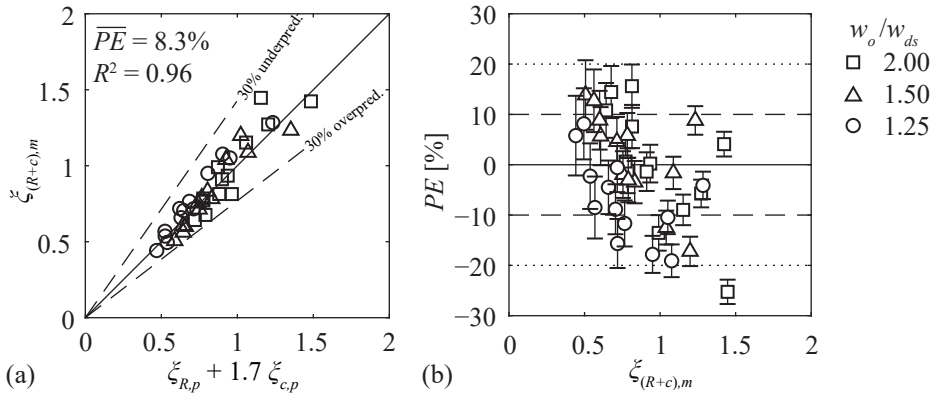 2
1.5
1
0.5
0
0
0.5
1
1.5
2
PE = 8.3%
R² = 0.96
30% underpred.
30% overpred.
ξ(R+c),m
ξR,p + 1.7 ξc,p
(a)
30
20
10
0
−10
−20
−30
0
0.5
1
1.5
2
PE [%]
ξ(R+c),m
(b)
wo/wds
2.00
1.50
1.25